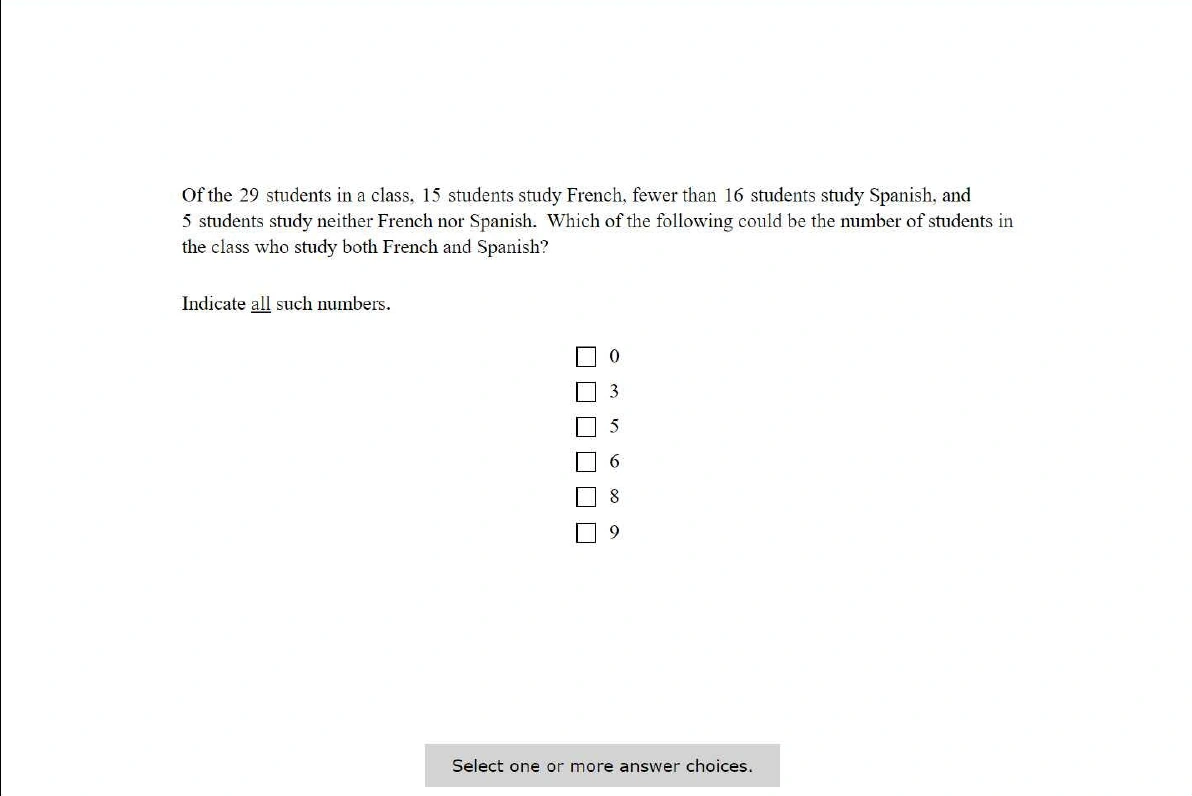 Of the 29 students in a class, 15 students study French, fewer than 16 students study Spanish, and
5 students study neither French nor Spanish. Which of the following could be the number of students in
the class who study both French and Spanish?
Indicate all such numbers.
0
3
5
6
8
9
Select one or more answer choices.